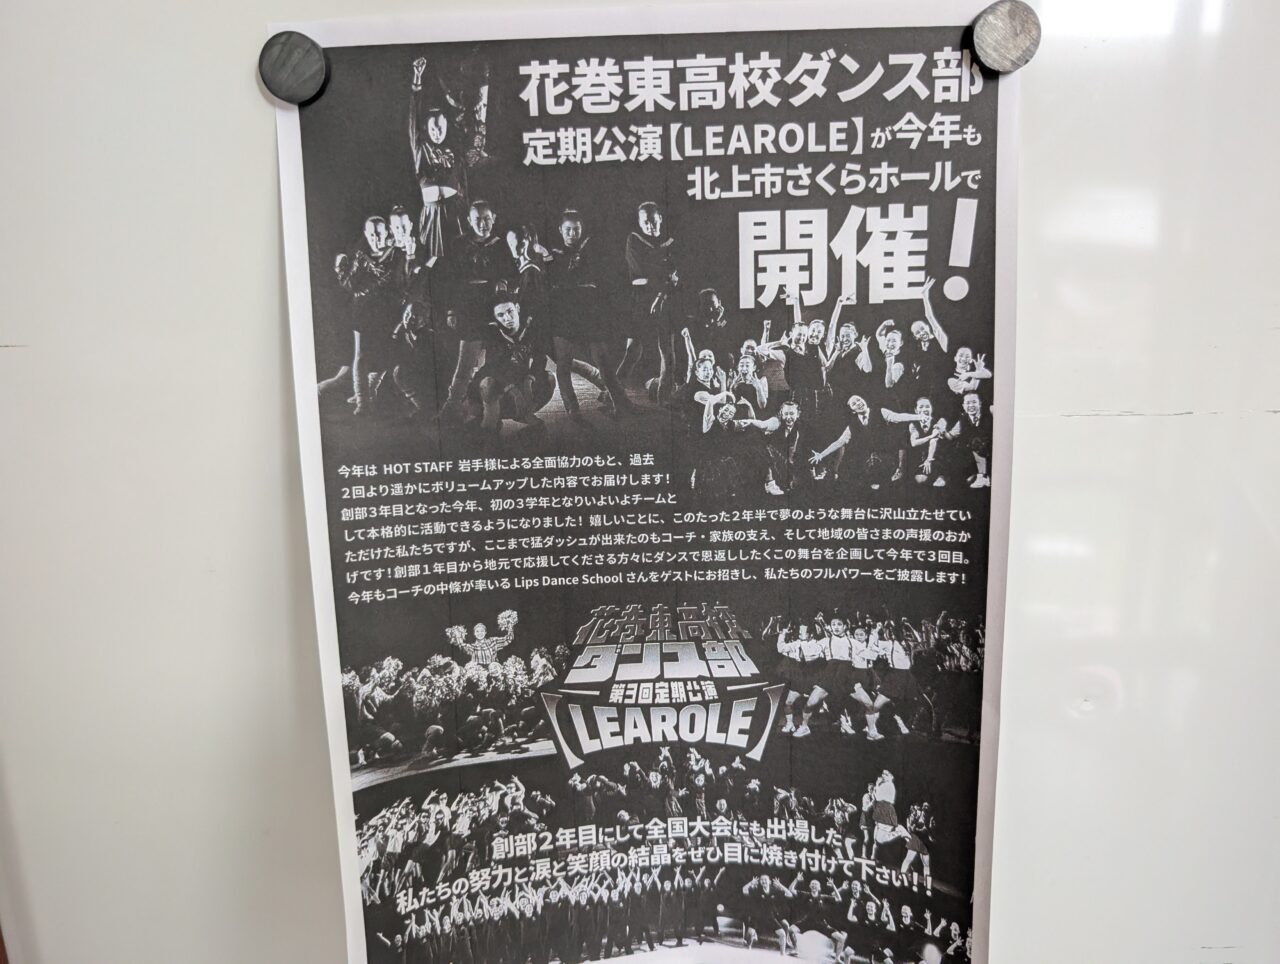 花巻東高校ダンス部
定期公演【LEAROLE】が今年も
北上市さくらホールで
開催！
今年は HOT STAFF 岩手様による全面協力のもと、過去
２回より遥かにボリュームアップした内容でお届けします！
創部３年目となった今年、初の３学年となりいよいよチームと
して本格的に活動できるようになりました！嬉しいことに、このたった２年半で夢のような舞台に沢山立たせてい
ただけた私たちですが、ここまで猛ダッシュが出来たのもコーチ・家族の支え、そして地域の皆さまの声援のおか
げです！創部１年目から地元で応援してくださる方々にダンスで恩返ししたくこの舞台を企画して今年で３回目。
今年もコーチの中條が率いる Lips Dance School さんをゲストにお招きし、私たちのフルパワーをご披露します！
花巻東高校
ダンス部
第３回定期公演
【LEAROLE】
創部２年目にして全国大会にも出場した
私たちの努力と涙と笑顔の結晶をぜひ目に焼き付けて下さい！！